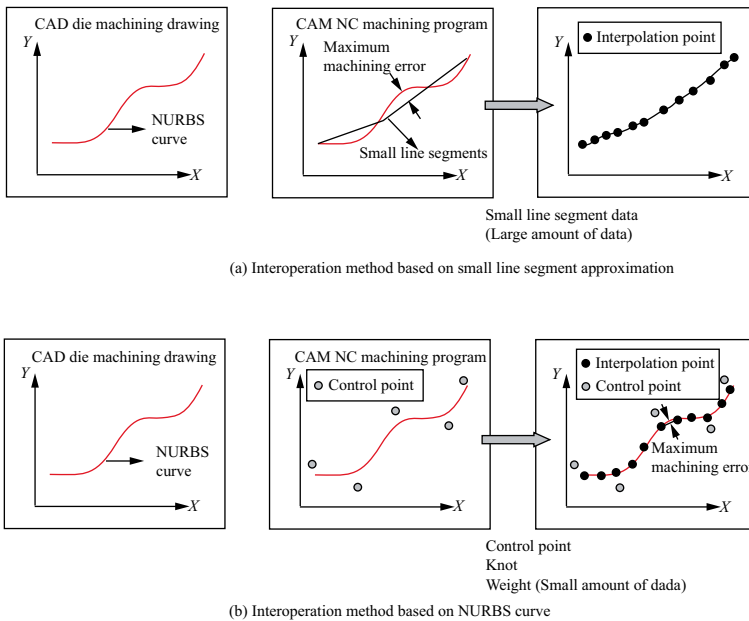 CAD die machining drawing
Y
NURBS
curve
X
CAM NC machining program
Y
Maximum
machining error
Small line segments
X
Interpolation point
Y
X
Small line segment data
(Large amount of data)
(a) Interoperation method based on small line segment approximation
CAD die machining drawing
Y
NURBS
curve
X
CAM NC machining program
Y
Control point
X
Interpolation point
Control point
Y
Maximum
machining error
X
Control point
Knot
Weight (Small amount of dada)
(b) Interoperation method based on NURBS curve